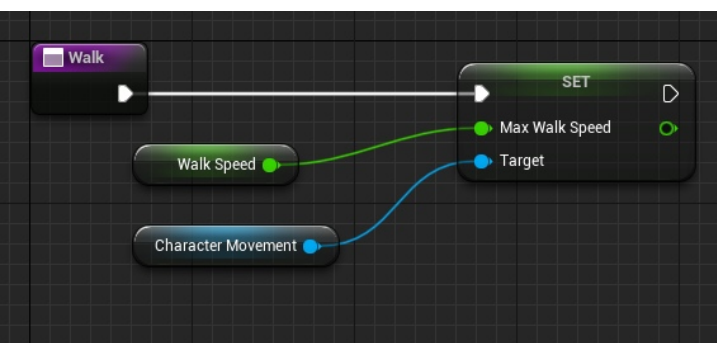 Walk
SET
Max Walk Speed
Walk Speed
Target
Character Movement